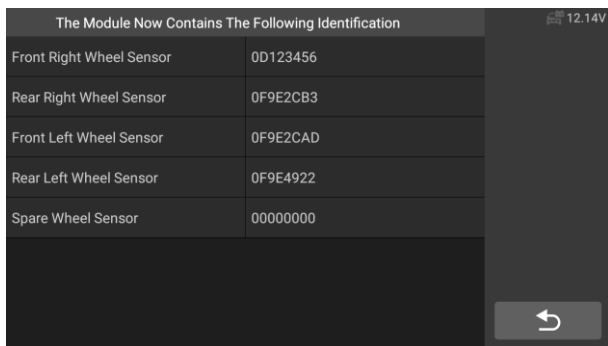 The Module Now Contains The Following Identification
12.14V
Front Right Wheel Sensor 0D123456
Rear Right Wheel Sensor 0F9E2CB3
Front Left Wheel Sensor 0F9E2CAD
Rear Left Wheel Sensor 0F9E4922
Spare Wheel Sensor 00000000